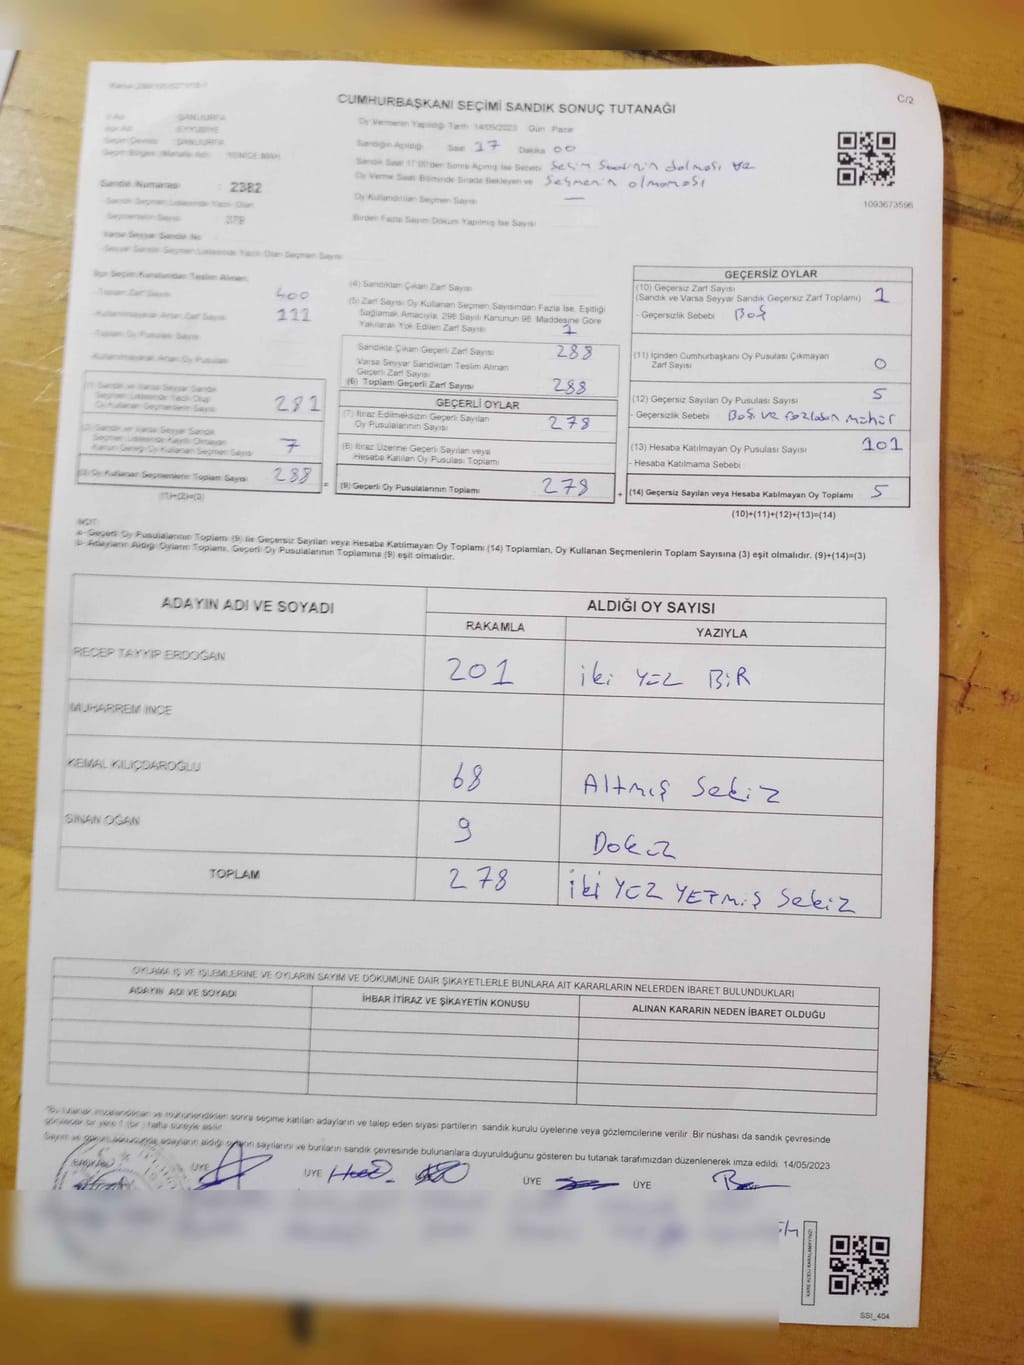 C/2
CUMHURBAŞKANI SEÇİMİ SANDIK SONUÇ TUTANAĞI
İl Adı : ŞANLIURFA
İlçe Adı : EYYÜBİYE
Seçim Çevresi : ŞANLIURFA
Seçim Bölgesi (Mahalle Adı) : YENİCE MAH.
Sandık Numarası : 2382
Sandık Seçmen Listesinde Yazılı Olan
Seçmenlerin Sayısı : 379
Varsa Seyyar Sandık No
Seyyar Sandık Seçmen Listesinde Yazılı Olan Seçmen Sayısı
Oy Vermenin Yapıldığı Tarih : 14/05/2023 Gün : Pazar
Sandığın Açıldığı Saat 17 Dakika 00
Sandık Saat 17:00'den Sonra Açılmış İse Sebebi : Seçim Saatinin dolması ve
Oy Verme Saati Bitiminde Sırada Bekleyen ve Seçmenin olmaması
Oy Kullandırılan Seçmen Sayısı —
Birden Fazla Sayım Döküm Yapılmış İse Sayısı
1093673596
İlçe Seçim Kurulundan Teslim Alınan;
- Toplam Zarf Sayısı 400
- Kullanılmayarak Artan Zarf Sayısı 111
- Toplam Oy Pusulası Sayısı
- Kullanılmayarak Artan Oy Pusulası
(1) Sandık ve Varsa Seyyar Sandık
Seçmen Listesinde Yazılı Olup
Oy Kullanan Seçmenlerin Sayısı 281
(2) Sandık ve Varsa Seyyar Sandık
Seçmen Listesinde Kayıtlı Olmayan
Kanun Gereği Oy Kullanan Seçmen Sayısı 7
(3) Oy Kullanan Seçmenlerin Toplam Sayısı 288
(1)+(2)=(3)
(4) Sandıktan Çıkan Zarf Sayısı
(5) Zarf Sayısı Oy Kullanan Seçmen Sayısından Fazla İse, Eşitliği
Sağlamak Amacıyla, 298 Sayılı Kanunun 98. Maddesine Göre
Yakılarak Yok Edilen Zarf Sayısı 1
Sandıkta Çıkan Geçerli Zarf Sayısı 288
Varsa Seyyar Sandıktan Teslim Alınan
Geçerli Zarf Sayısı
(6) Toplam Geçerli Zarf Sayısı 288
GEÇERLİ OYLAR
(7) İtiraz Edilmeksizin Geçerli Sayılan
Oy Pusulalarının Sayısı 278
(8) İtiraz Üzerine Geçerli Sayılan veya
Hesaba Katılan Oy Pusulası Toplamı
(9) Geçerli Oy Pusulalarının Toplamı 278
GEÇERSİZ OYLAR
(10) Geçersiz Zarf Sayısı 1
(Sandık ve Varsa Seyyar Sandık Geçersiz Zarf Toplamı)
- Geçersizlik Sebebi Boş
(11) İçinden Cumhurbaşkanı Oy Pusulası Çıkmayan
Zarf Sayısı 0
(12) Geçersiz Sayılan Oy Pusulası Sayısı 5
- Geçersizlik Sebebi Boş ve Fazladan Mühür
(13) Hesaba Katılmayan Oy Pusulası Sayısı 101
- Hesaba Katılmama Sebebi
(14) Geçersiz Sayılan veya Hesaba Katılmayan Oy Toplamı 5
(10)+(11)+(12)+(13)=(14)
NOT:
a- Geçerli Oy Pusulalarının Toplamı (9) ile Geçersiz Sayılan veya Hesaba Katılmayan Oy Toplamı (14) Toplamları, Oy Kullanan Seçmenlerin Toplam Sayısına (3) eşit olmalıdır. (9)+(14)=(3)
b- Adayların Aldığı Oyların Toplamı, Geçerli Oy Pusulalarının Toplamına (9) eşit olmalıdır.
ADAYIN ADI VE SOYADI
ALDIĞI OY SAYISI
RAKAMLA YAZIYLA
RECEP TAYYİP ERDOĞAN 201 iki YÜZ BİR
MUHARREM İNCE
KEMAL KILIÇDAROĞLU 68 Altmış Sekiz
SİNAN OĞAN 9 Dokuz
TOPLAM 278 iki YÜZ YETMİŞ Sekiz
OYLAMA İŞ VE İŞLEMLERİNE VE OYLARIN SAYIM VE DÖKÜMÜNE DAİR ŞİKAYETLERLE BUNLARA AİT KARARLARIN NELERDEN İBARET BULUNDUKLARI
ADAYIN ADI VE SOYADI İHBAR İTİRAZ VE ŞİKAYETİN KONUSU ALINAN KARARIN NEDEN İBARET OLDUĞU
*Bu tutanak imzalandıktan ve mühürlendikten sonra seçime katılan adayların ve talep eden siyasi partilerin sandık kurulu üyelerine veya gözlemcilerine verilir. Bir nüshası da sandık çevresinde
görülecek bir yere 1 (bir) hafta süreyle asılır.
Sayım ve döküm sonucunda adayların aldığı oyların sayılarını ve bunların sandık çevresinde bulunanlara duyurulduğunu gösteren bu tutanak tarafımızdan düzenlenerek imza edildi. 14/05/2023
BAŞKAN ÜYE ÜYE ÜYE ÜYE
KARE KODU KARALAMAYINIZ!
SSI_404